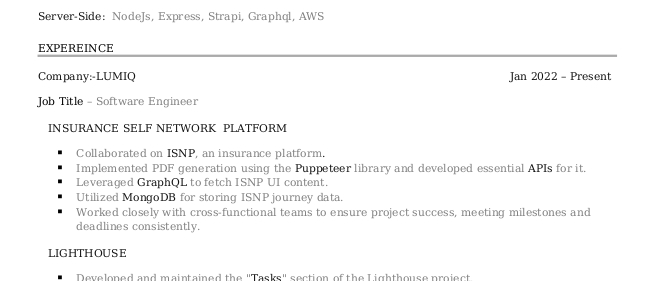 Server-Side: NodeJs, Express, Strapi, Graphql, AWS
EXPEREINCE
Company:-LUMIQ Jan 2022 – Present
Job Title – Software Engineer
INSURANCE SELF NETWORK PLATFORM
▪ Collaborated on ISNP, an insurance platform.
▪ Implemented PDF generation using the Puppeteer library and developed essential APIs for it.
▪ Leveraged GraphQL to fetch ISNP UI content.
▪ Utilized MongoDB for storing ISNP journey data.
▪ Worked closely with cross-functional teams to ensure project success, meeting milestones and
deadlines consistently.
LIGHTHOUSE
▪ Developed and maintained the "Tasks" section of the Lighthouse project.